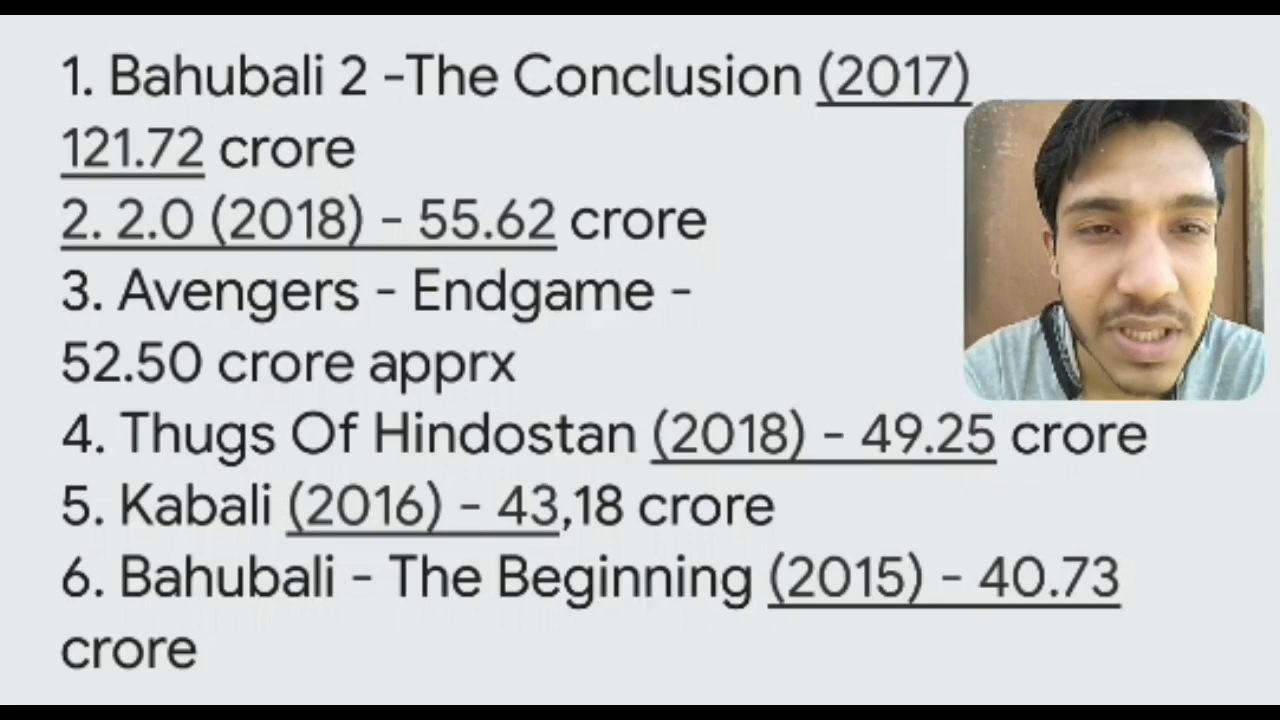 1. Bahubali 2 -The Conclusion (2017)
121.72 crore
2. 2.0 (2018) - 55.62 crore
3. Avengers - Endgame -
52.50 crore apprx
4. Thugs Of Hindostan (2018) - 49.25 crore
5. Kabali (2016) - 43,18 crore
6. Bahubali - The Beginning (2015) - 40.73
crore